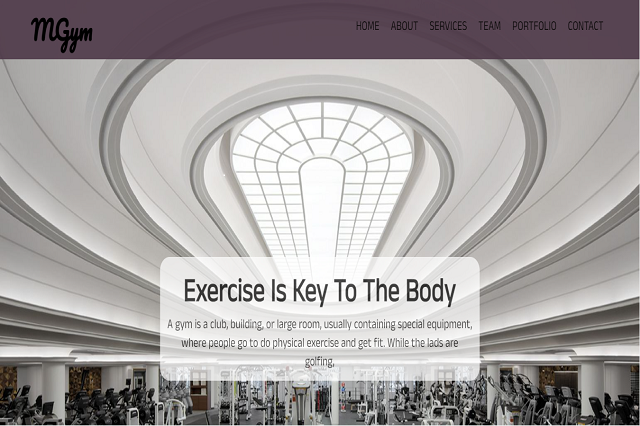 MGym
HOME ABOUT SERVICES TEAM PORTFOLIO CONTACT
Exercise Is Key To The Body
A gym is a club, building, or large room, usually containing special equipment,
where people go to do physical exercise and get fit. While the lads are
golfing,